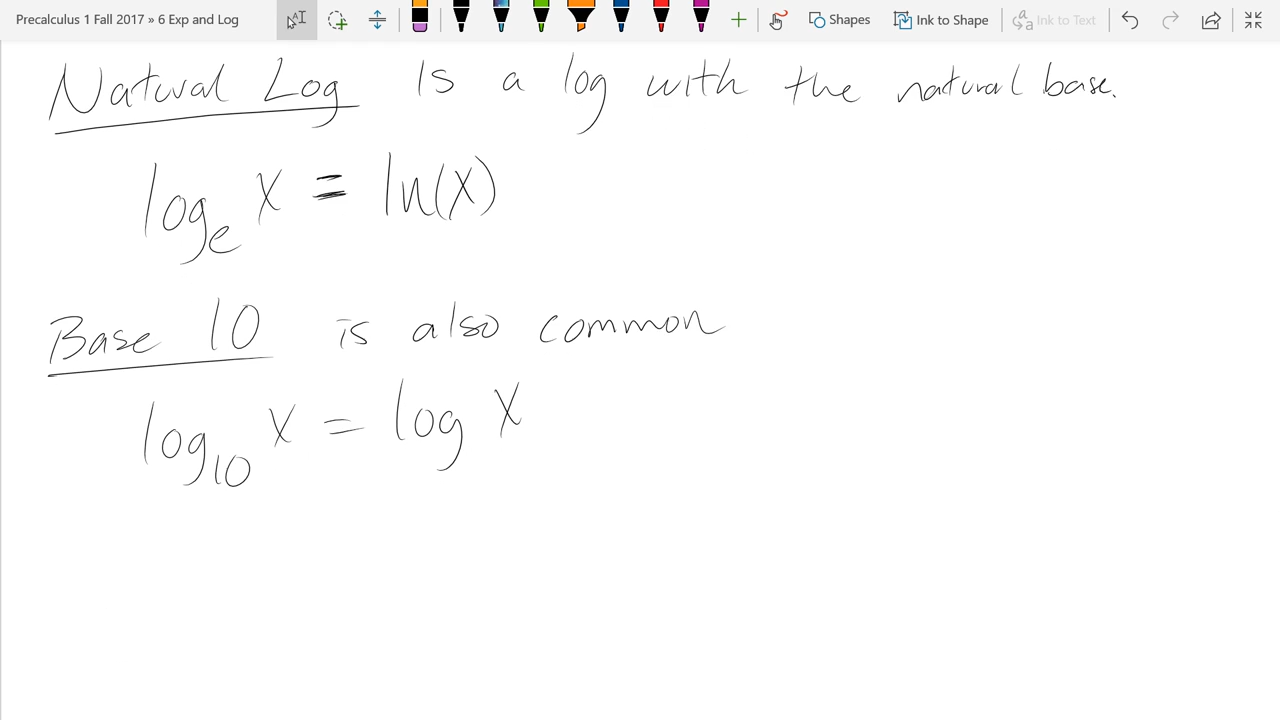 Precalculus 1 Fall 2017 » 6 Exp and Log
Shapes
Ink to Shape
Ink to Text
Natural Log Is a log with the natural base.
logₑ x = ln(x)
Base 10 is also common
log₁₀ x = log x